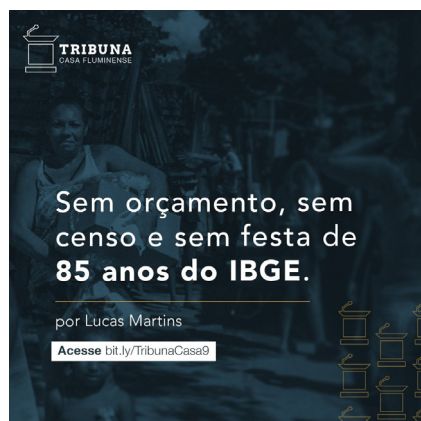 TRIBUNA
CASA FLUMINENSE
Sem orçamento, sem
censo e sem festa de
85 anos do IBGE.
por Lucas Martins
Acesse bit.ly/TribunaCasa9